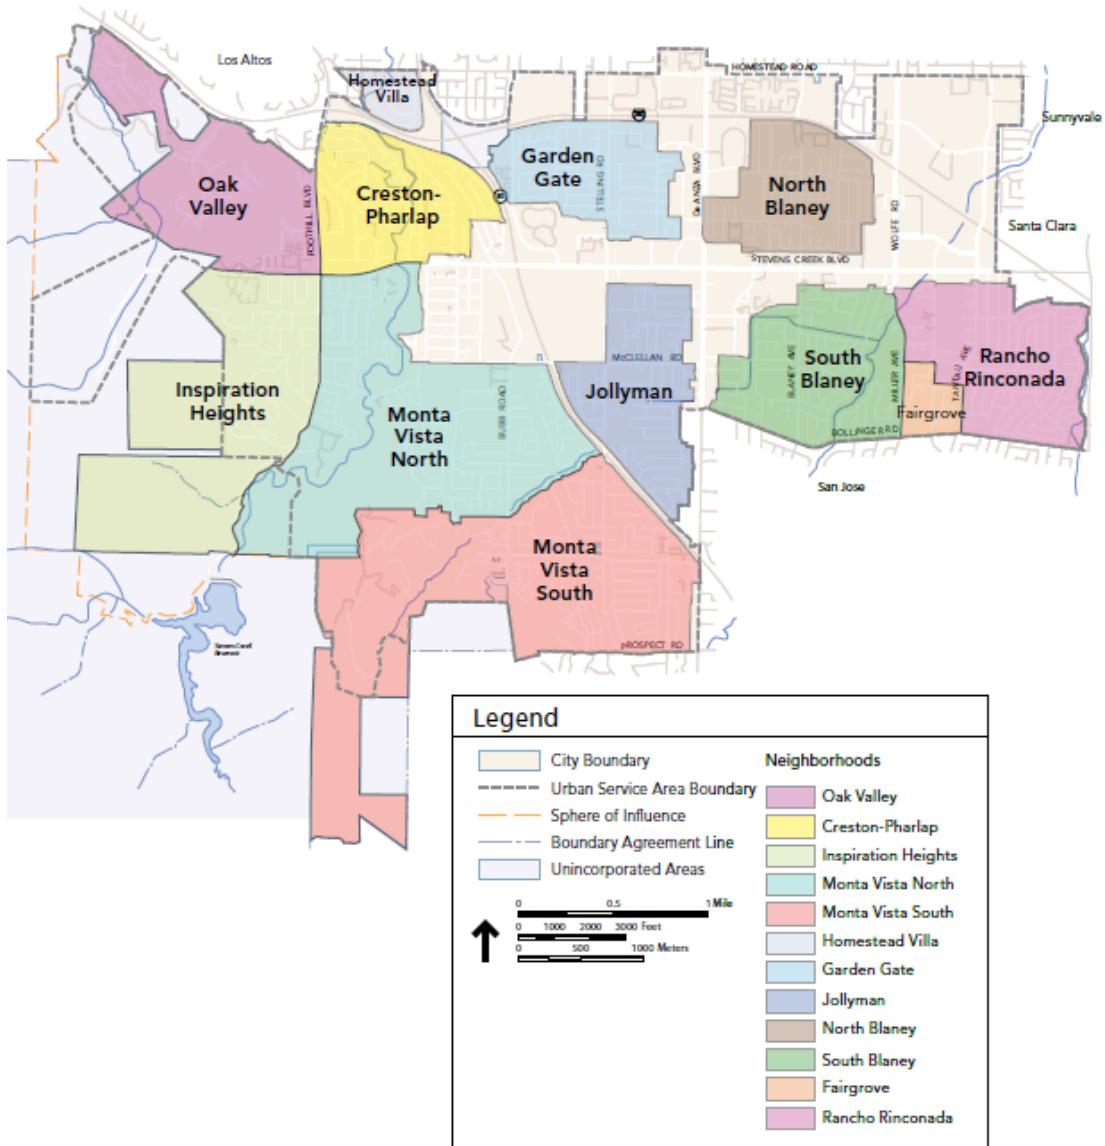 Los Altos
HOMESTEAD ROAD
Homestead
Villa
Sunnyvale
Garden
Gate
Oak
Valley
Creston-
Pharlap
North
Blaney
FOOTHILL BLVD
STELLING RD
De ANZA BLVD
WOLFE RD
Santa Clara
STEVENS CREEK BLVD
McCLELLAN RD
South
Blaney
Rancho
Rinconada
BLANEY AVE
MILLER AVE
TANTAU AVE
Inspiration
Heights
Jollyman
Fairgrove
Monta
Vista
North
BUBB ROAD
BOLLINGER RD
San Jose
Monta
Vista
South
PROSPECT RD
Reservoir
Legend
City Boundary
Urban Service Area Boundary
Sphere of Influence
Boundary Agreement Line
Unincorporated Areas
0 0.5 1 Mile
0 1000 2000 3000 Feet
0 500 1000 Meters
Neighborhoods
Oak Valley
Creston-Pharlap
Inspiration Heights
Monta Vista North
Monta Vista South
Homestead Villa
Garden Gate
Jollyman
North Blaney
South Blaney
Fairgrove
Rancho Rinconada